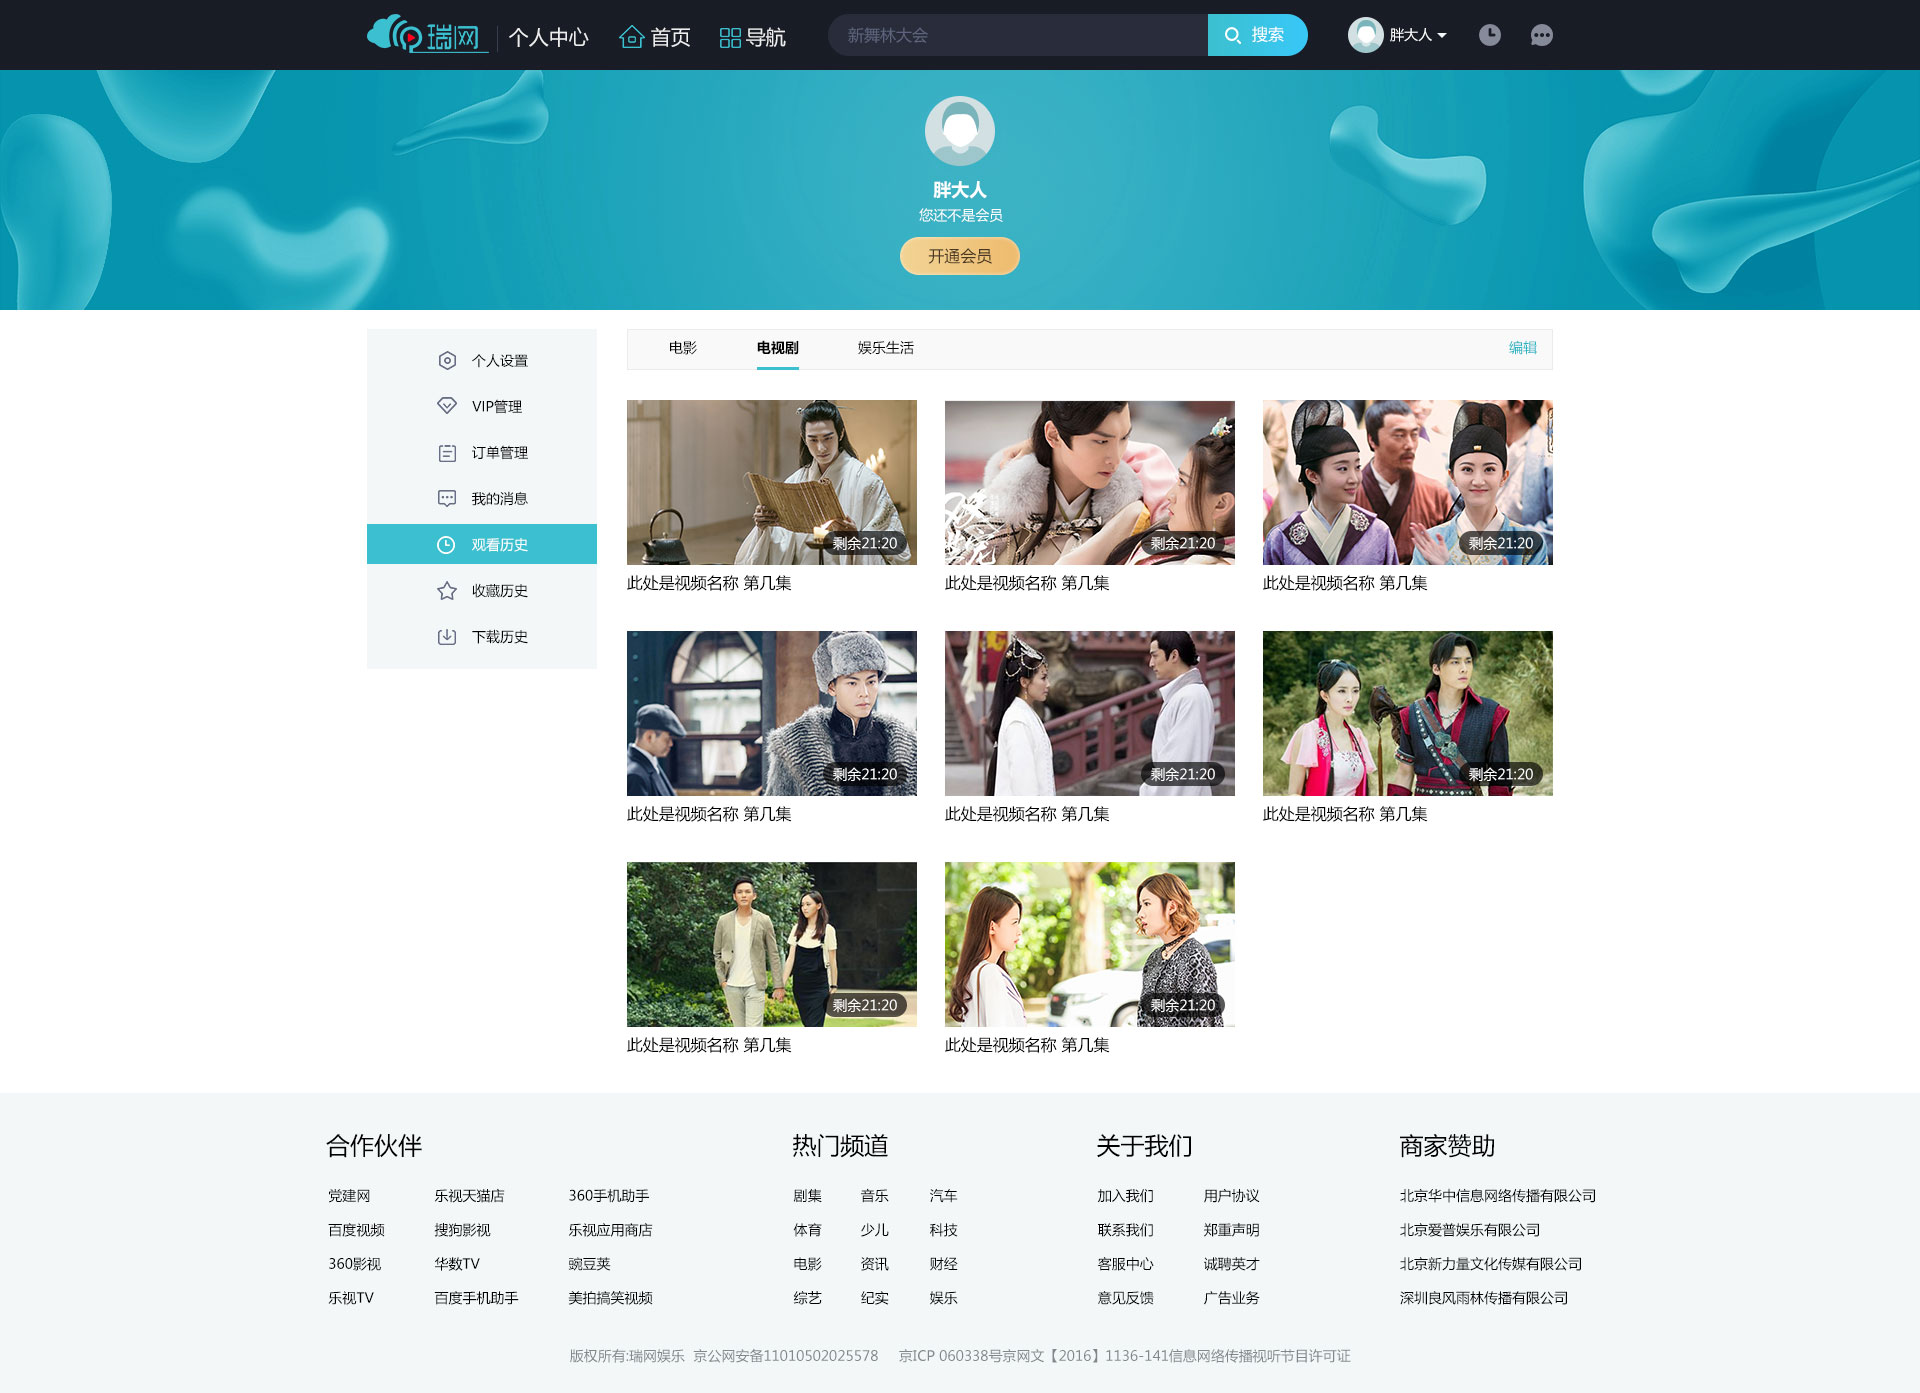 瑞网 个人中心 首页 导航 新舞林大会 搜索 胖大人
胖大人
您还不是会员
开通会员
个人设置
VIP管理
订单管理
我的消息
观看历史
收藏历史
下载历史
电影 电视剧 娱乐生活 编辑
剩余21:20 剩余21:20 剩余21:20
此处是视频名称 第几集 此处是视频名称 第几集 此处是视频名称 第几集
剩余21:20 剩余21:20 剩余21:20
此处是视频名称 第几集 此处是视频名称 第几集 此处是视频名称 第几集
剩余21:20 剩余21:20
此处是视频名称 第几集 此处是视频名称 第几集
合作伙伴 热门频道 关于我们 商家赞助
党建网 乐视天猫店 360手机助手 剧集 音乐 汽车 加入我们 用户协议 北京华中信息网络传播有限公司
百度视频 搜狗影视 乐视应用商店 体育 少儿 科技 联系我们 郑重声明 北京爱普娱乐有限公司
360影视 华数TV 豌豆荚 电影 资讯 财经 客服中心 诚聘英才 北京新力量文化传媒有限公司
乐视TV 百度手机助手 美拍搞笑视频 综艺 纪实 娱乐 意见反馈 广告业务 深圳良风雨林传播有限公司
版权所有:瑞网娱乐 京公网安备11010502025578 京ICP 060338号京网文【2016】1136-141信息网络传播视听节目许可证